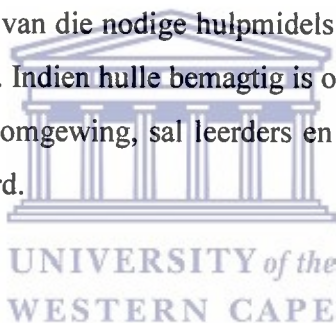 van die nodige hulpmidels
. Indien hulle bemagtig is o
omgewing, sal leerders en
rd.
UNIVERSITY of the
WESTERN CAPE